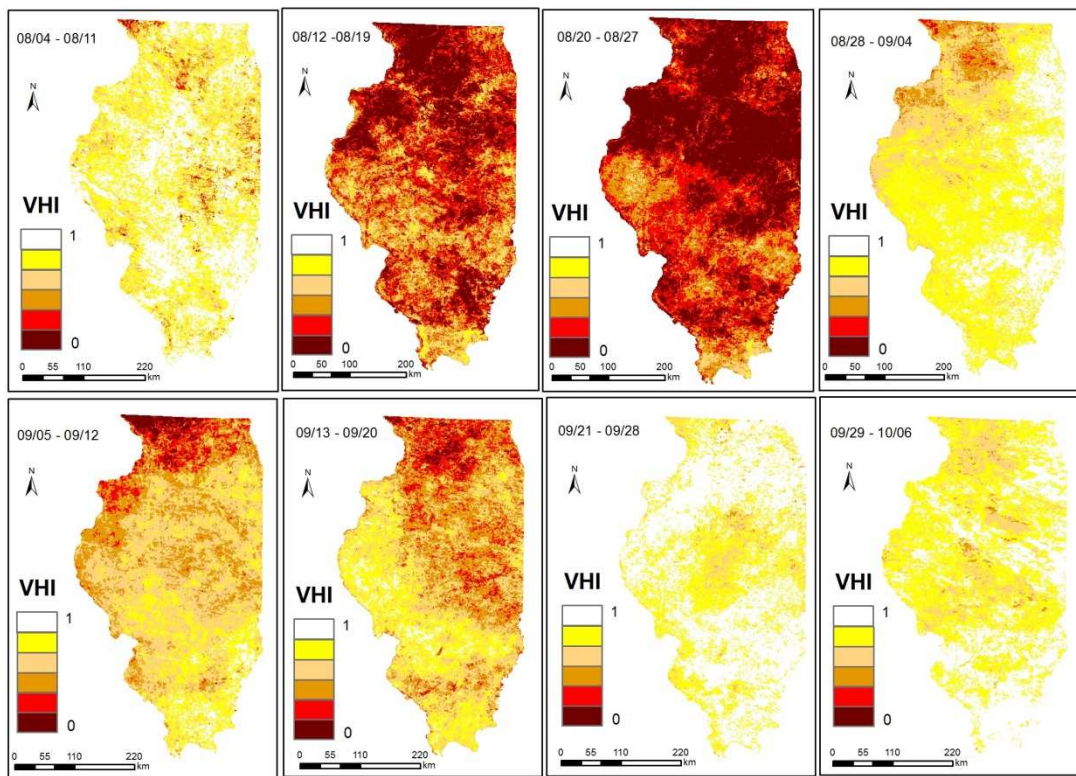 08/04 - 08/11
N
VHI
1
0
0 55 110 220
km
08/12 -08/19
N
VHI
1
0
0 50 100 200
km
08/20 - 08/27
N
VHI
1
0
0 50 100 200
km
08/28 - 09/04
N
VHI
1
0
0 50 100 200
km
09/05 - 09/12
N
VHI
1
0
0 55 110 220
km
09/13 - 09/20
N
VHI
1
0
0 55 110 220
km
09/21 - 09/28
N
VHI
1
0
0 55 110 220
km
09/29 - 10/06
N
VHI
1
0
0 55 110 220
km